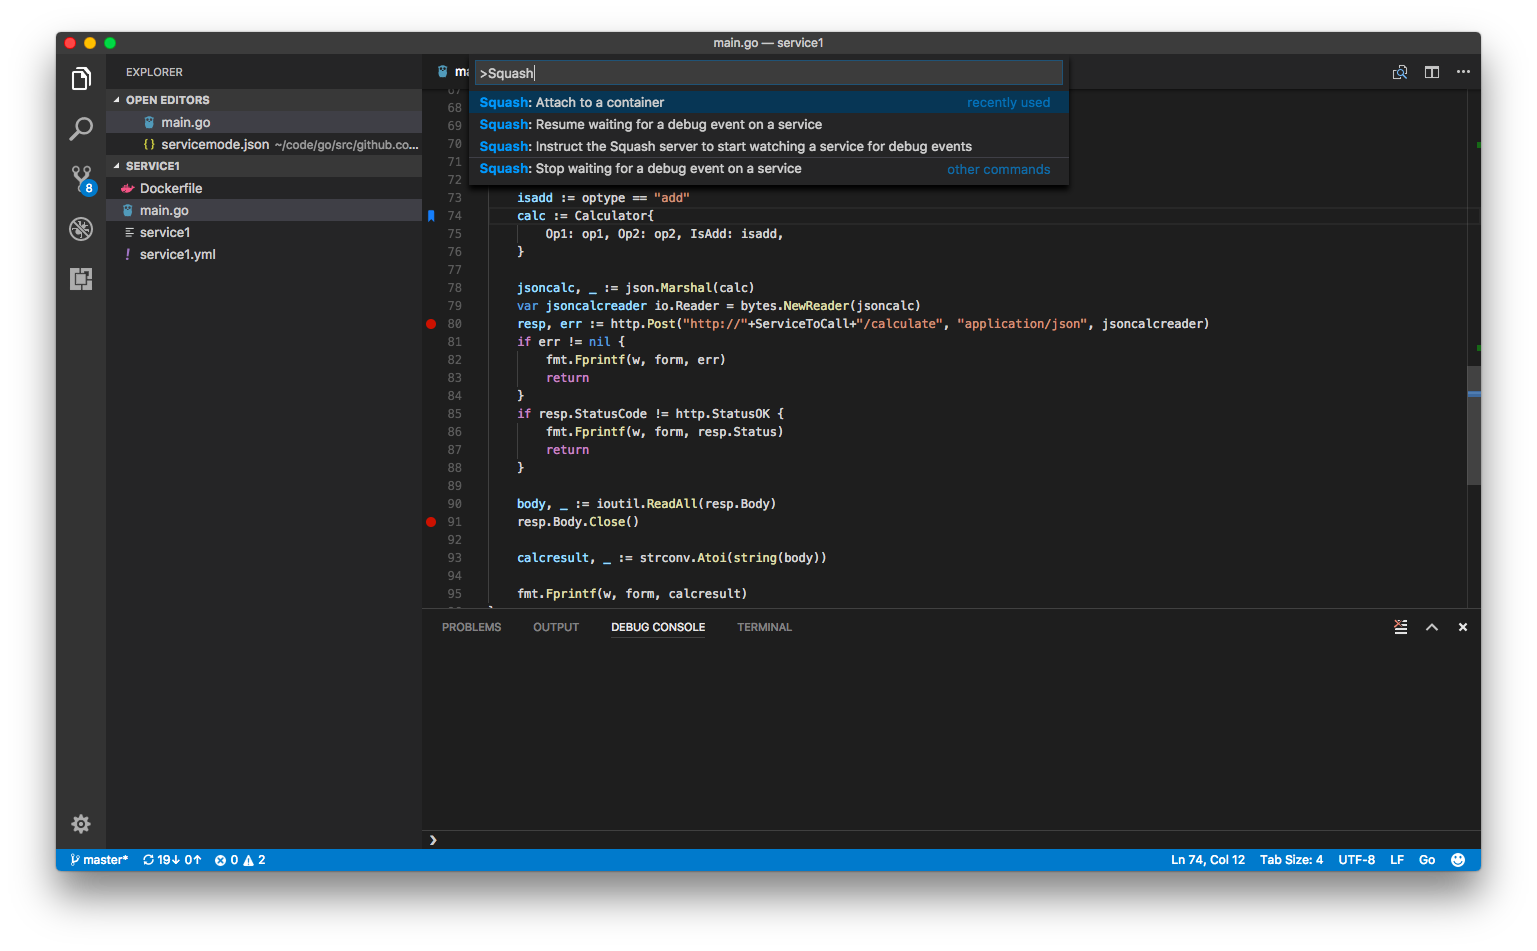 main.go — service1
EXPLORER
OPEN EDITORS
main.go
servicemode.json ~/code/go/src/github.co...
SERVICE1
Dockerfile
main.go
service1
service1.yml
8
>Squash
Squash: Attach to a container recently used
Squash: Resume waiting for a debug event on a service
Squash: Instruct the Squash server to start watching a service for debug events
Squash: Stop waiting for a debug event on a service other commands
67
68
69
70
71
72
73 isadd := optype == "add"
74 calc := Calculator{
75 Op1: op1, Op2: op2, IsAdd: isadd,
76 }
77
78 jsoncalc, _ := json.Marshal(calc)
79 var jsoncalcreader io.Reader = bytes.NewReader(jsoncalc)
80 resp, err := http.Post("http://"+ServiceToCall+"/calculate", "application/json", jsoncalcreader)
81 if err != nil {
82 fmt.Fprintf(w, form, err)
83 return
84 }
85 if resp.StatusCode != http.StatusOK {
86 fmt.Fprintf(w, form, resp.Status)
87 return
88 }
89
90 body, _ := ioutil.ReadAll(resp.Body)
91 resp.Body.Close()
92
93 calcresult, _ := strconv.Atoi(string(body))
94
95 fmt.Fprintf(w, form, calcresult)
PROBLEMS OUTPUT DEBUG CONSOLE TERMINAL
master* 19↓ 0↑ 0 2 Ln 74, Col 12 Tab Size: 4 UTF-8 LF Go